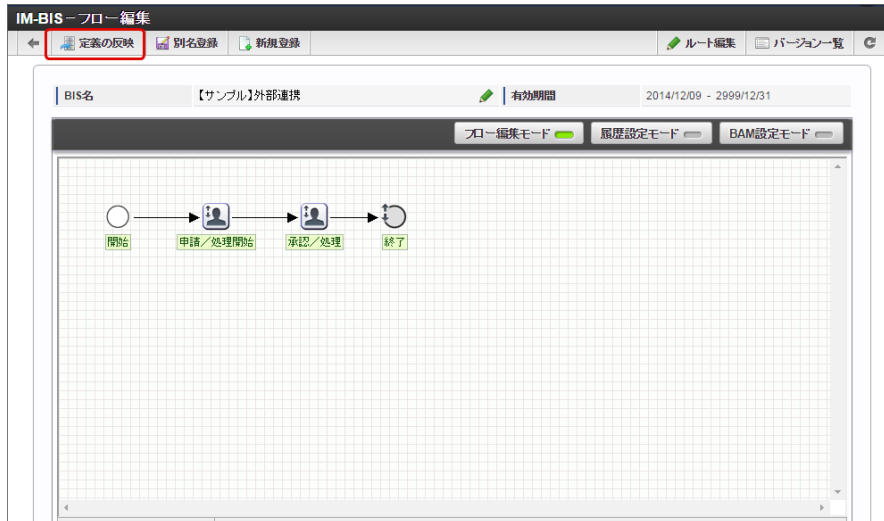 IM-BIS－フロー編集
定義の反映 別名登録 新規登録 ルート編集 バージョン一覧
BIS名 【サンプル】外部連携 有効期間 2014/12/09 - 2999/12/31
フロー編集モード 履歴設定モード BAM設定モード
開始 申請／処理開始 承認／処理 終了